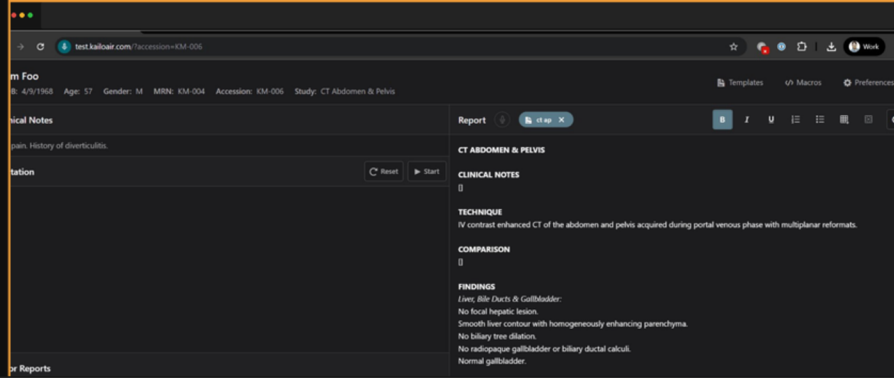 test.kailoair.com/?accession=KM-006
Work
m Foo
B: 4/9/1968 Age: 57 Gender: M MRN: KM-004 Accession: KM-006 Study: CT Abdomen & Pelvis
Templates
Macros
Preferences
nical Notes
pain. History of diverticulitis.
tation
Reset
Start
or Reports
Report
ct ap
B I U
CT ABDOMEN & PELVIS
CLINICAL NOTES
[]
TECHNIQUE
IV contrast enhanced CT of the abdomen and pelvis acquired during portal venous phase with multiplanar reformats.
COMPARISON
[]
FINDINGS
Liver, Bile Ducts & Gallbladder:
No focal hepatic lesion.
Smooth liver contour with homogeneously enhancing parenchyma.
No biliary tree dilation.
No radiopaque gallbladder or biliary ductal calculi.
Normal gallbladder.